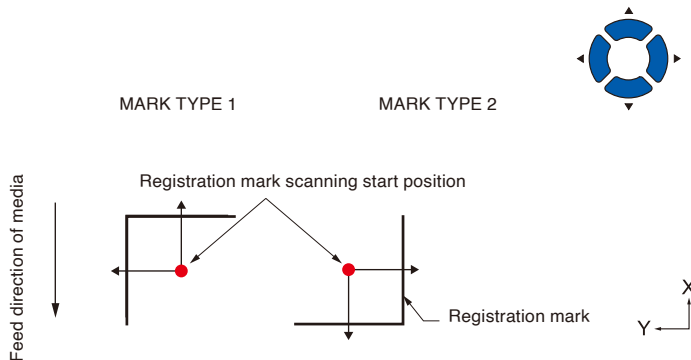 MARK TYPE 1
MARK TYPE 2
Registration mark scanning start position
Feed direction of media
Registration mark
X
Y